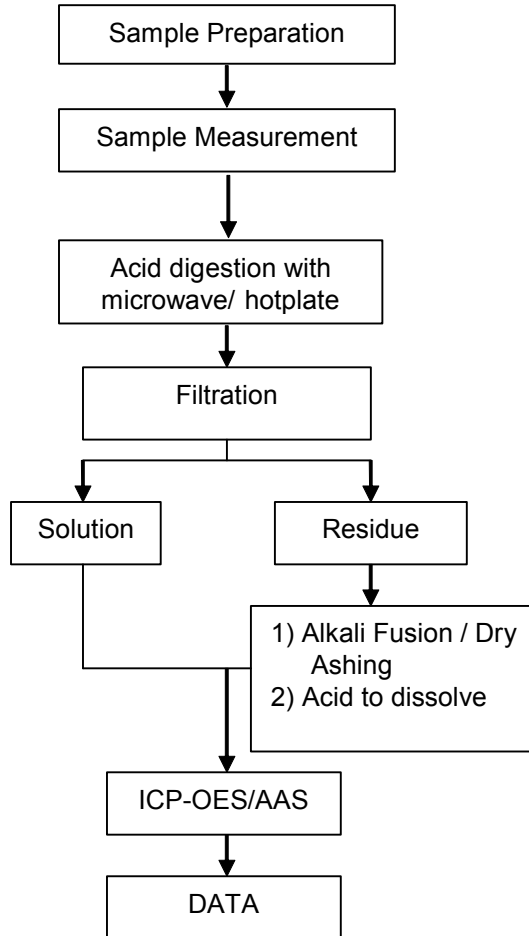 Sample Preparation
Sample Measurement
Acid digestion with
microwave/ hotplate
Filtration
Solution
Residue
1) Alkali Fusion / Dry
Ashing
2) Acid to dissolve
ICP-OES/AAS
DATA